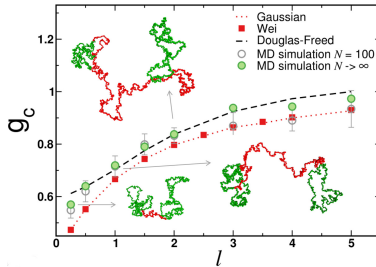 Gaussian
Wei
Douglas-Freed
MD simulation N = 100
MD simulation N -> ∞
1.2
1
0.8
0.6
g_c
0
1
2
3
4
5
l